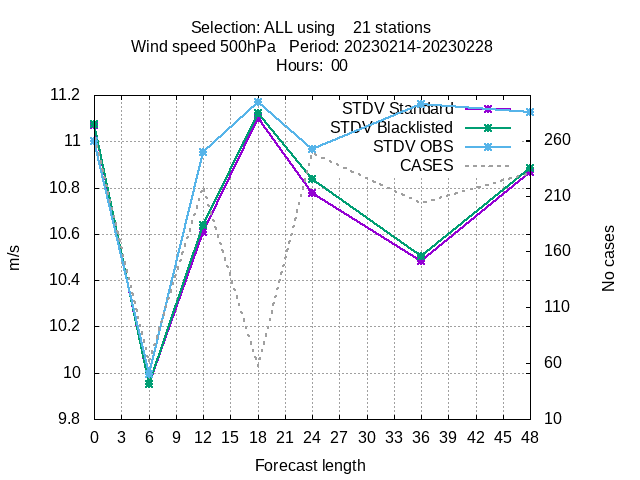 Selection: ALL using    21 stations
Wind speed 500hPa   Period: 20230214-20230228
Hours:  00
11.2
11
10.8
10.6
10.4
10.2
10
9.8
m/s
STDV Standard
STDV Blacklisted
STDV OBS
CASES
260
210
160
110
60
10
No cases
0 3 6 9 12 15 18 21 24 27 30 33 36 39 42 45 48
Forecast length